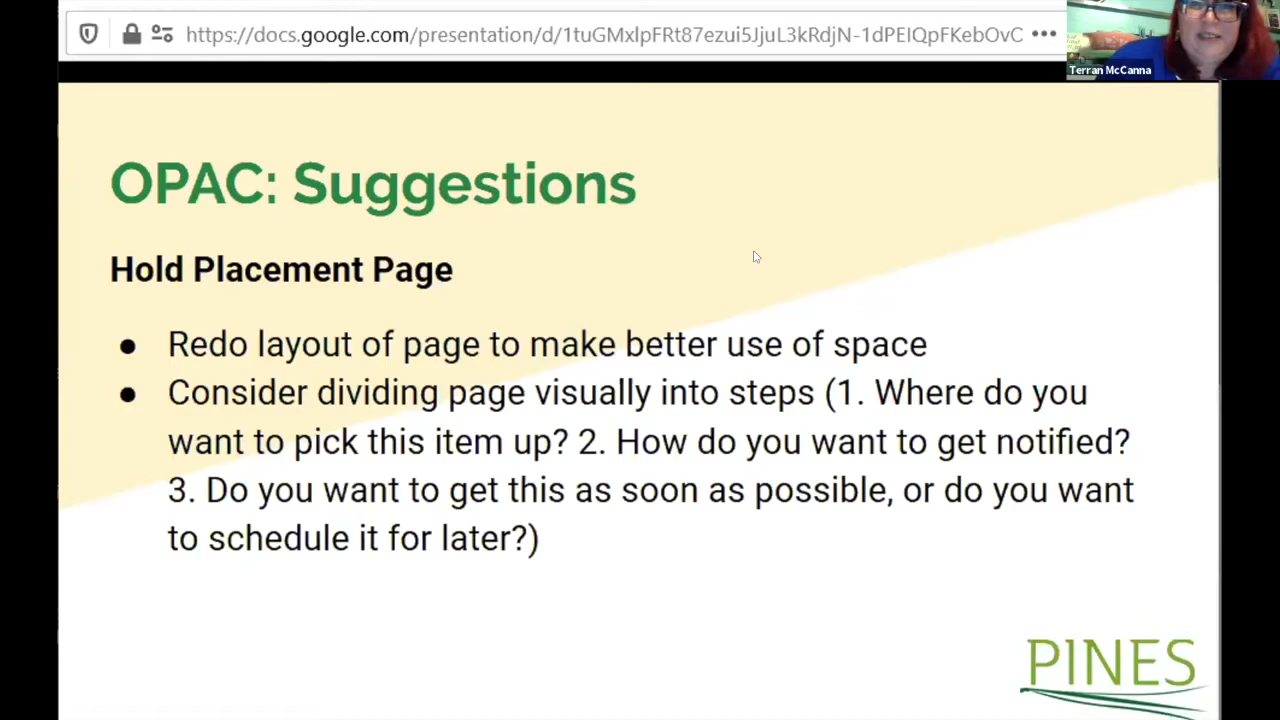 https://docs.google.com/presentation/d/1tuGMxlpFRt87ezui5JjuL3kRdjN-1dPEIQpFKebOvC
Terran McCanna
OPAC: Suggestions
Hold Placement Page
● Redo layout of page to make better use of space
● Consider dividing page visually into steps (1. Where do you
want to pick this item up? 2. How do you want to get notified?
3. Do you want to get this as soon as possible, or do you want
to schedule it for later?)
PINES